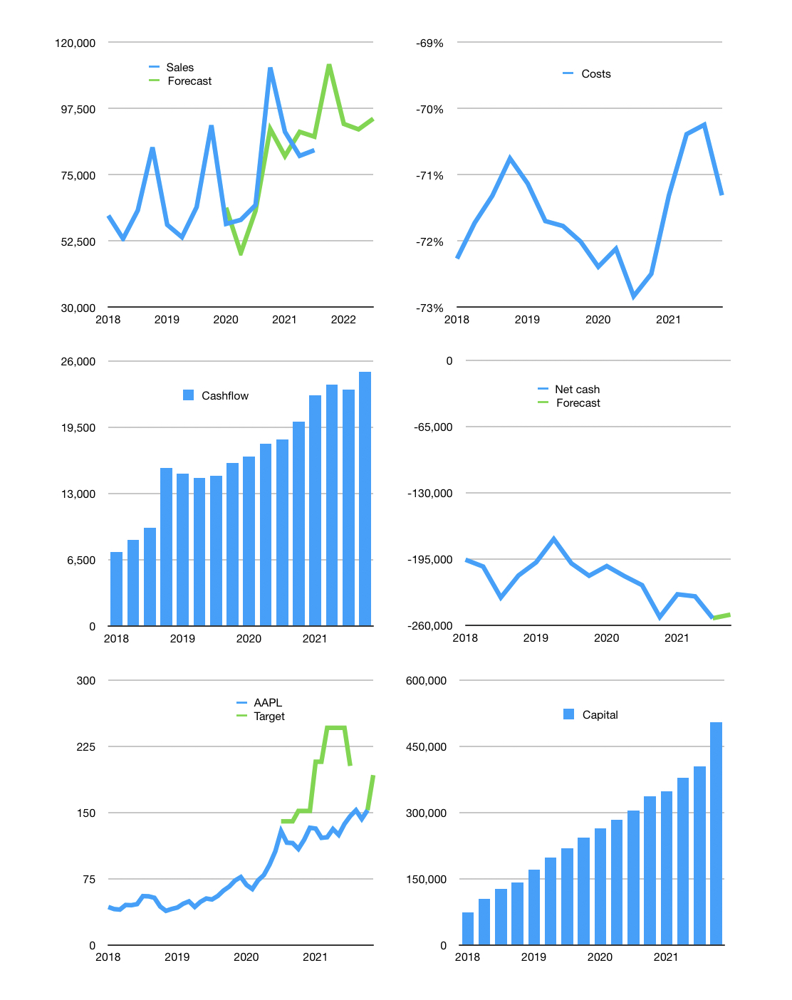 120,000
97,500
75,000
52,500
30,000
Sales
Forecast
2018 2019 2020 2021 2022
-69%
-70%
-71%
-72%
-73%
Costs
2018 2019 2020 2021
26,000
19,500
13,000
6,500
0
Cashflow
2018 2019 2020 2021
0
-65,000
-130,000
-195,000
-260,000
Net cash
Forecast
2018 2019 2020 2021
300
225
150
75
0
AAPL
Target
2018 2019 2020 2021
600,000
450,000
300,000
150,000
0
Capital
2018 2019 2020 2021